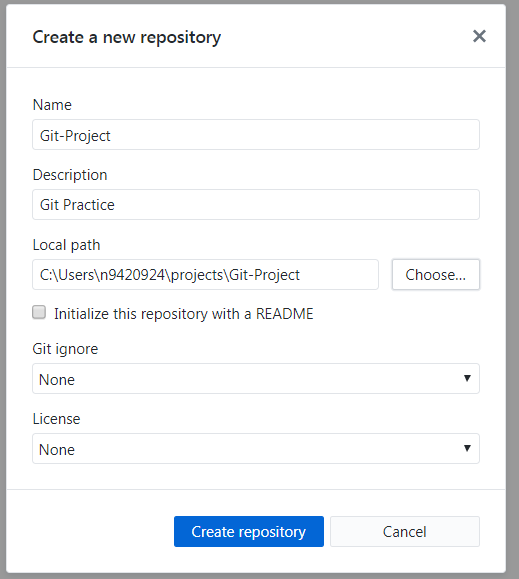 Create a new repository
Name
Git-Project
Description
Git Practice
Local path
C:\Users\n9420924\projects\Git-Project
Choose...
Initialize this repository with a README
Git ignore
None
License
None
Create repository
Cancel